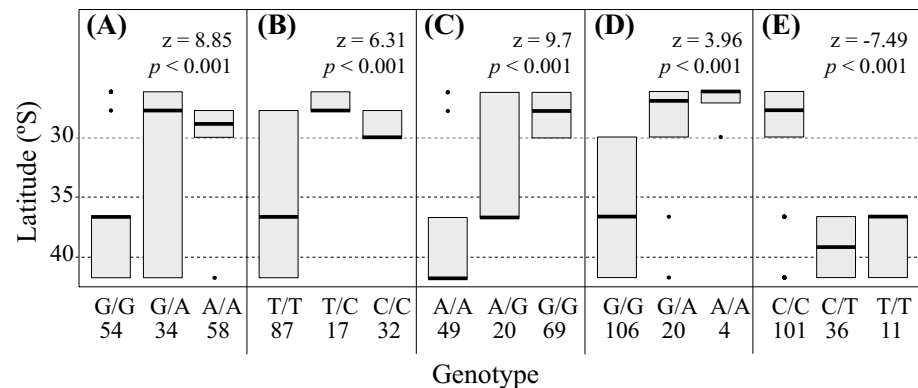 (A) (B) (C) (D) (E)
z = 8.85 z = 6.31 z = 9.7 z = 3.96 z = -7.49
p < 0.001 p < 0.001 p < 0.001 p < 0.001 p < 0.001
Latitude (ºS)
30
35
40
G/G G/A A/A T/T T/C C/C A/A A/G G/G G/G G/A A/A C/C C/T T/T
54 34 58 87 17 32 49 20 69 106 20 4 101 36 11
Genotype